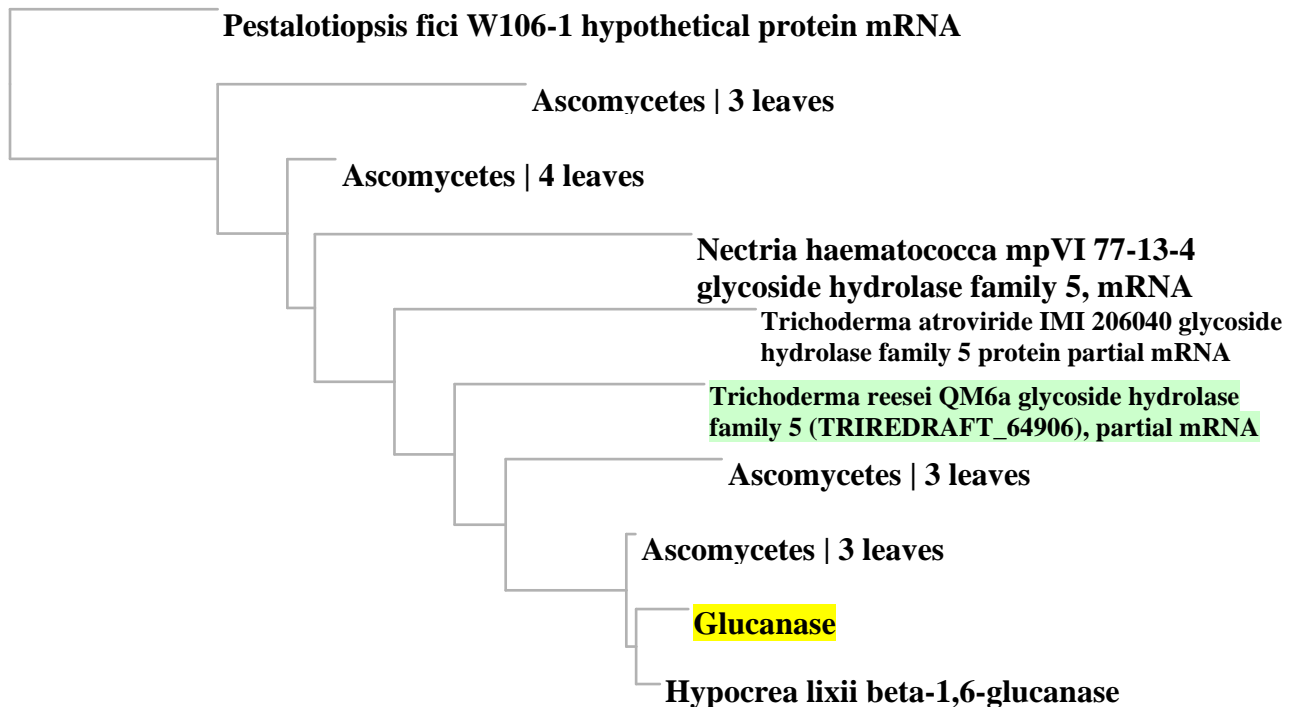 Pestalotiopsis fici W106-1 hypothetical protein mRNA
Ascomycetes | 3 leaves
Ascomycetes | 4 leaves
Nectria haematococca mpVI 77-13-4
glycoside hydrolase family 5, mRNA
Trichoderma atroviride IMI 206040 glycoside
hydrolase family 5 protein partial mRNA
Trichoderma reesei QM6a glycoside hydrolase
family 5 (TRIREDRAFT_64906), partial mRNA
Ascomycetes | 3 leaves
Ascomycetes | 3 leaves
Glucanase
Hypocrea lixii beta-1,6-glucanase